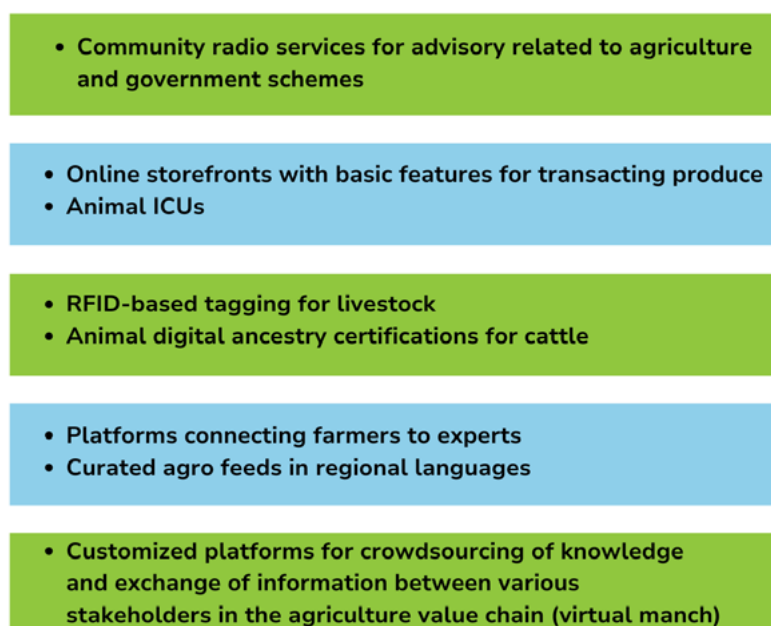 • Community radio services for advisory related to agriculture
and government schemes
• Online storefronts with basic features for transacting produce
• Animal ICUs
• RFID-based tagging for livestock
• Animal digital ancestry certifications for cattle
• Platforms connecting farmers to experts
• Curated agro feeds in regional languages
• Customized platforms for crowdsourcing of knowledge
and exchange of information between various
stakeholders in the agriculture value chain (virtual manch)